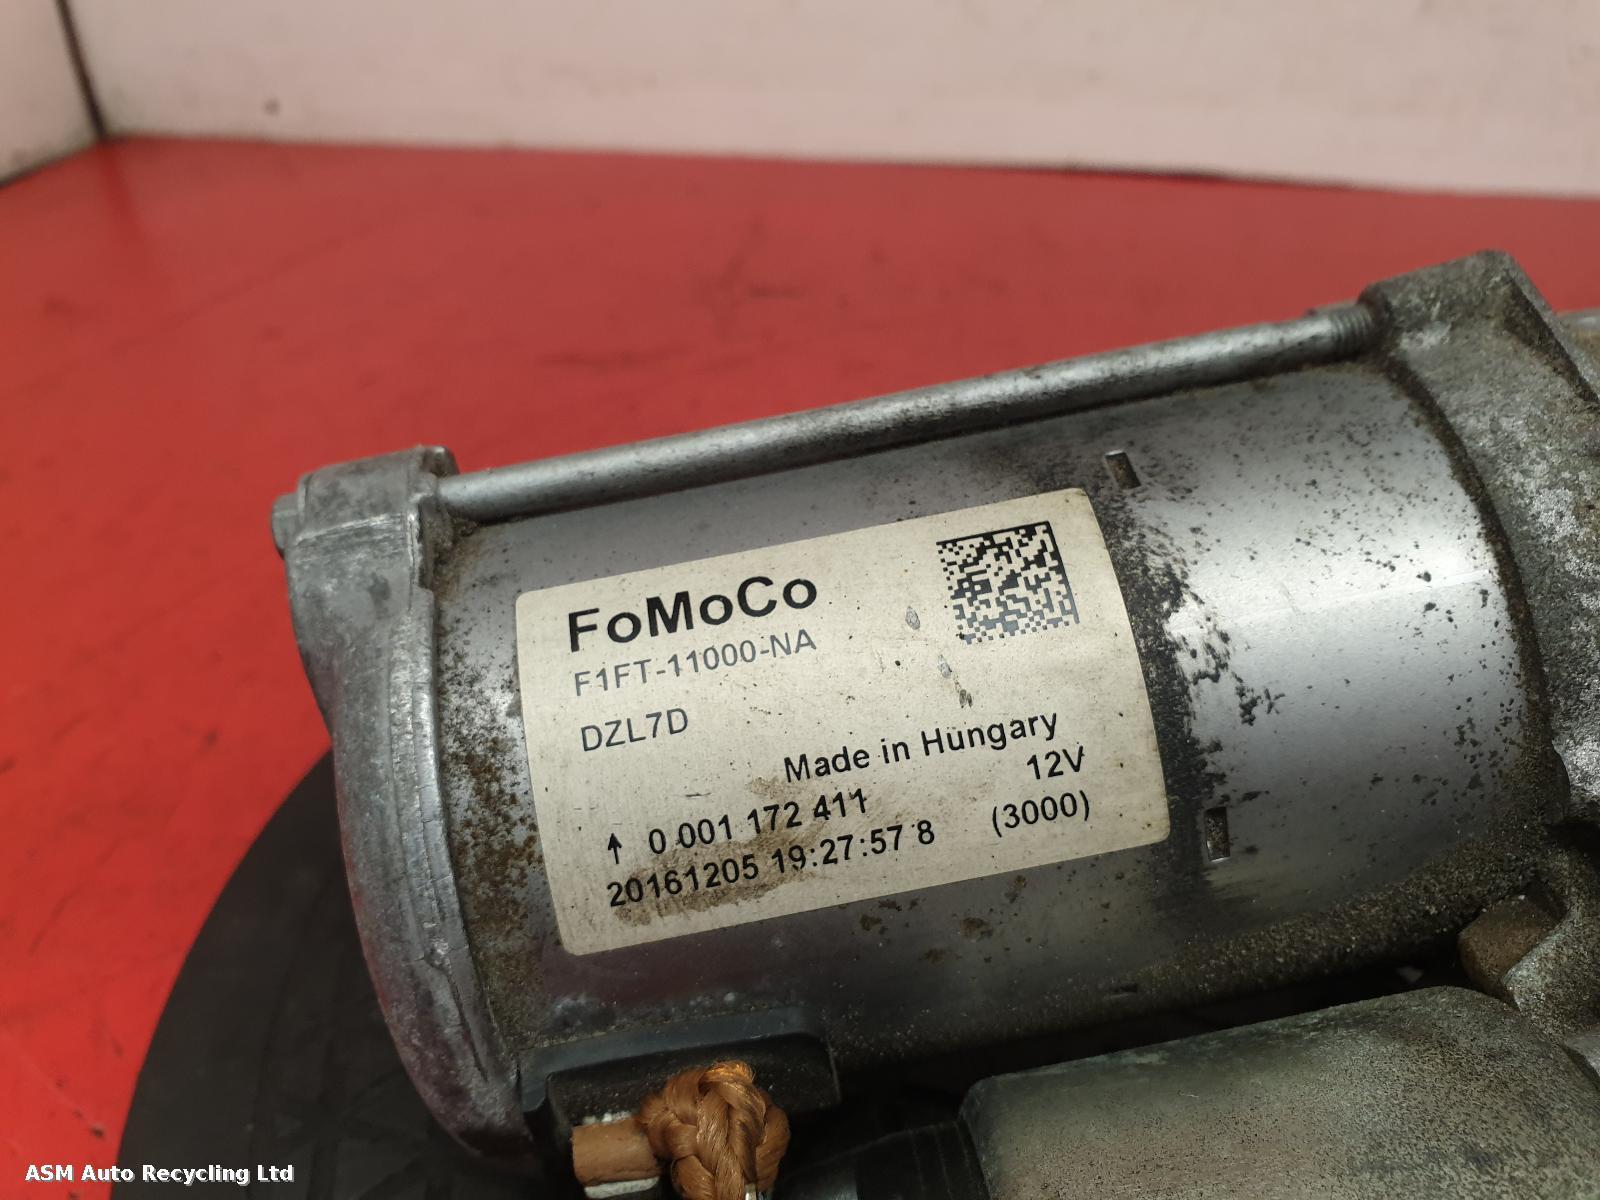 FoMoCo
F1FT-11000-NA
DZL7D
Made in Hungary
12V
↑ 0 001 172 411
20161205 19:27:57 8 (3000)
ASM Auto Recycling Ltd